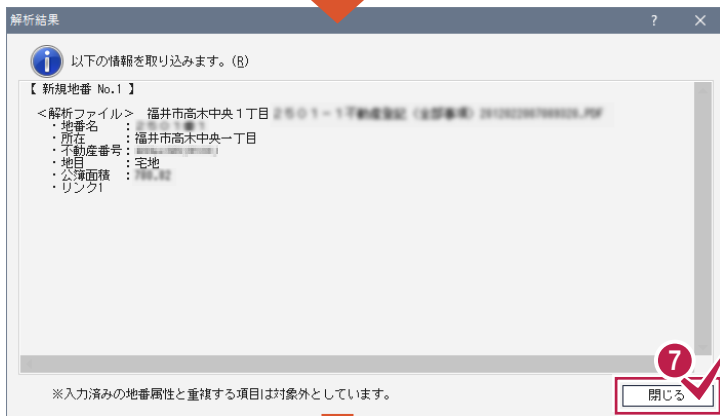 解析結果
? ×
以下の情報を取り込みます。(R)
【 新規地番 No.1 】
<解析ファイル> 福井市高木中央1丁目
・地番名 :
・所在 :福井市高木中央一丁目
・不動産番号:
・地目 :宅地
・公簿面積 :
・リンク1
7
※入力済みの地番属性と重複する項目は対象外としています。
閉じる